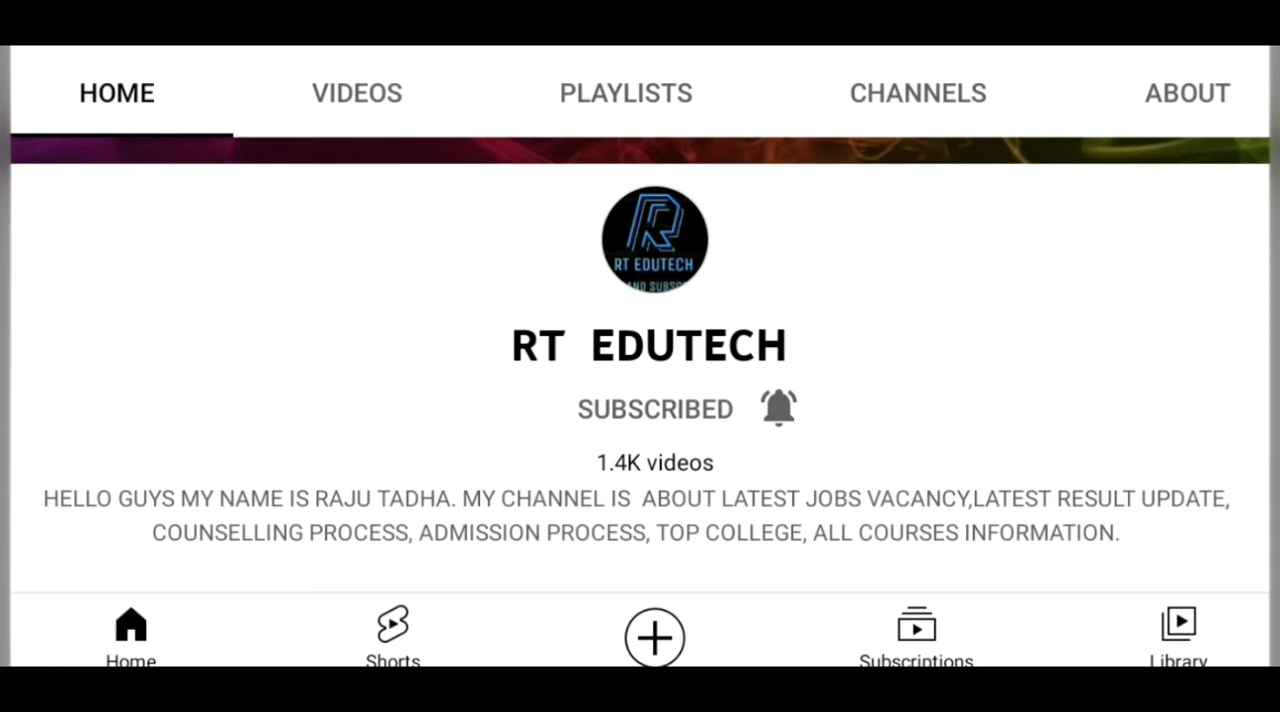 HOME VIDEOS PLAYLISTS CHANNELS ABOUT
RT EDUTECH
AND SUBSC
RT EDUTECH
SUBSCRIBED
1.4K videos
HELLO GUYS MY NAME IS RAJU TADHA. MY CHANNEL IS ABOUT LATEST JOBS VACANCY,LATEST RESULT UPDATE,
COUNSELLING PROCESS, ADMISSION PROCESS, TOP COLLEGE, ALL COURSES INFORMATION.
Home Shorts Subscriptions Library